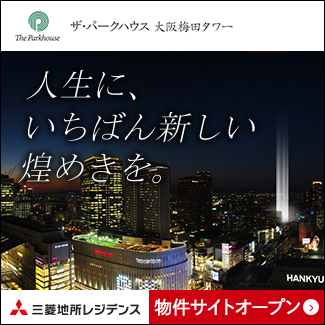 The Parkhouse
ザ・パークハウス 大阪梅田タワー
人生に、
いちばん新しい
煌めきを。
HANKYU
三菱地所レジデンス
物件サイトオープン